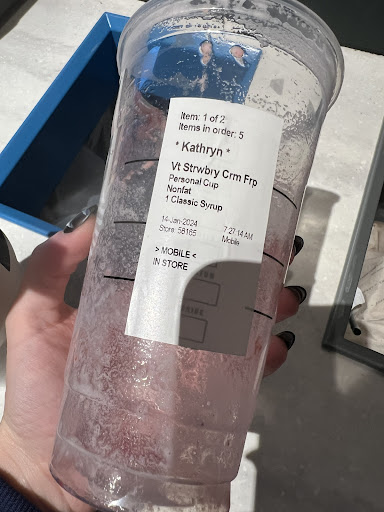 Item: 1 of 2
Items in order: 5
* Kathryn *
Vt Strwbry Crm Frp
Personal Cup
Nonfat
1 Classic Syrup
14-Jan-2024 7:27:14 AM
Store: 58165 Mobile
> MOBILE <
IN STORE